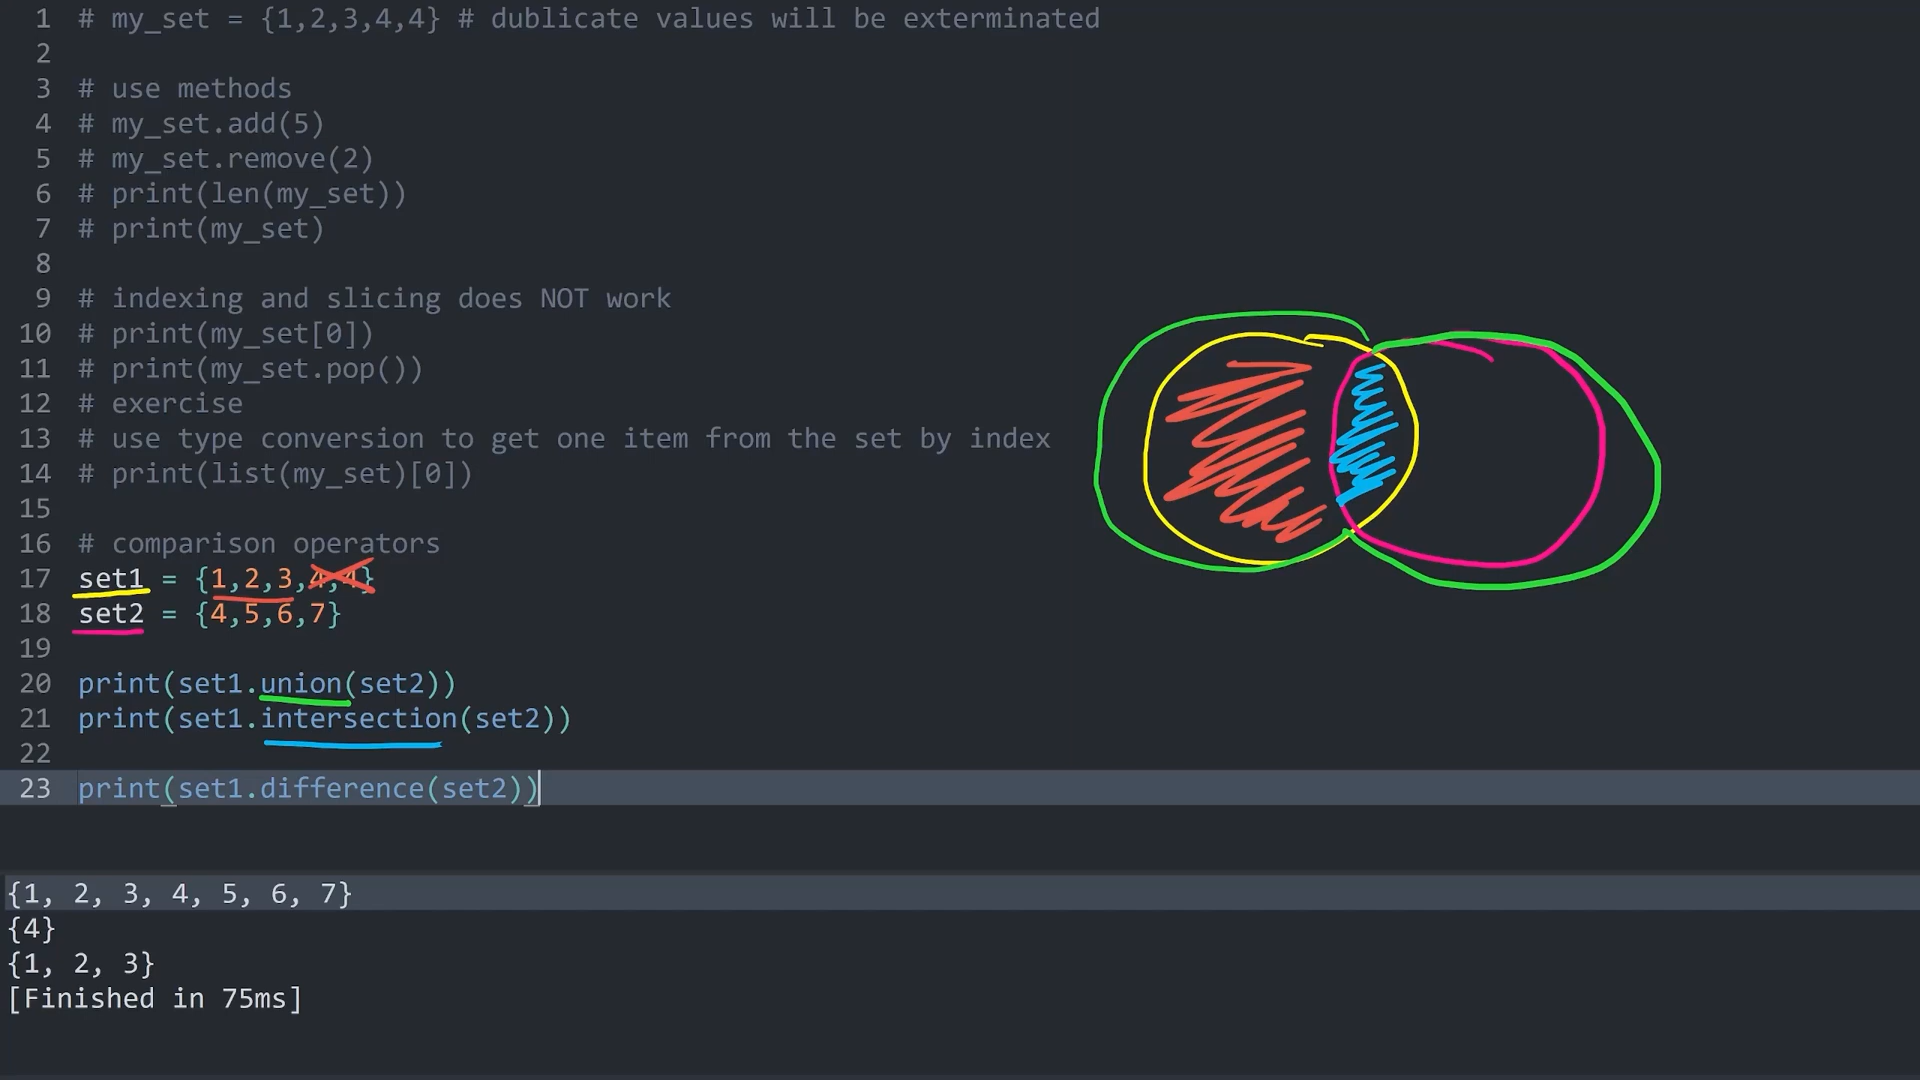 1 # my_set = {1,2,3,4,4} # dublicate values will be exterminated
2
3 # use methods
4 # my_set.add(5)
5 # my_set.remove(2)
6 # print(len(my_set))
7 # print(my_set)
8
9 # indexing and slicing does NOT work
10 # print(my_set[0])
11 # print(my_set.pop())
12 # exercise
13 # use type conversion to get one item from the set by index
14 # print(list(my_set)[0])
15
16 # comparison operators
17 set1 = {1,2,3,4,4}
18 set2 = {4,5,6,7}
19
20 print(set1.union(set2))
21 print(set1.intersection(set2))
22
23 print(set1.difference(set2))
{1, 2, 3, 4, 5, 6, 7}
{4}
{1, 2, 3}
[Finished in 75ms]